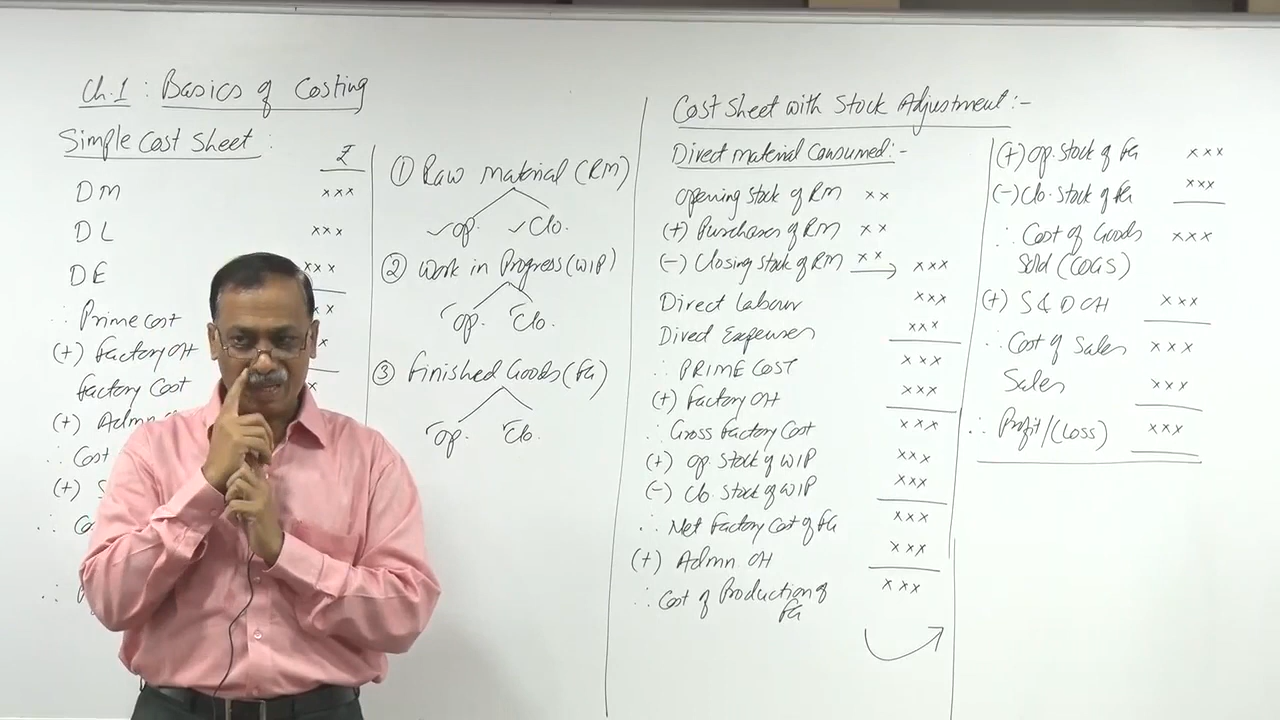 Ch.1 : Basics of Costing
Simple Cost Sheet :
₹
DM xxx
DL xxx
DE xxx
∴ Prime Cost xx
(+) Factory OH x
Factory Cost x
(+) Admn O
∴ Cost
(+) S
∴ Co
∴ P
① Raw Material (RM)
✓op. ✓Clo.
② Work in Progress (WIP)
op. Clo.
③ Finished Goods (FG)
op. Clo.
Cost Sheet with Stock Adjustment :-
Direct Material Consumed :-
Opening Stock of RM xx
(+) Purchases of RM xx
(-) Closing Stock of RM xx → xxx
Direct Labour xxx
Direct Expenses xxx
∴ PRIME COST xxx
(+) Factory OH xxx
∴ Gross Factory Cost xxx
(+) Op Stock of WIP xxx
(-) Clo. Stock of WIP xxx
∴ Net Factory Cost of FG xxx
(+) Admn OH xxx
∴ Cost of Production of xxx
FG
(+) Op. Stock of FG xxx
(-) Clo. Stock of FG xxx
∴ Cost of Goods xxx
Sold (COGS)
(+) S & D OH xxx
∴ Cost of Sales xxx
Sales xxx
∴ Profit/(Loss) xxx